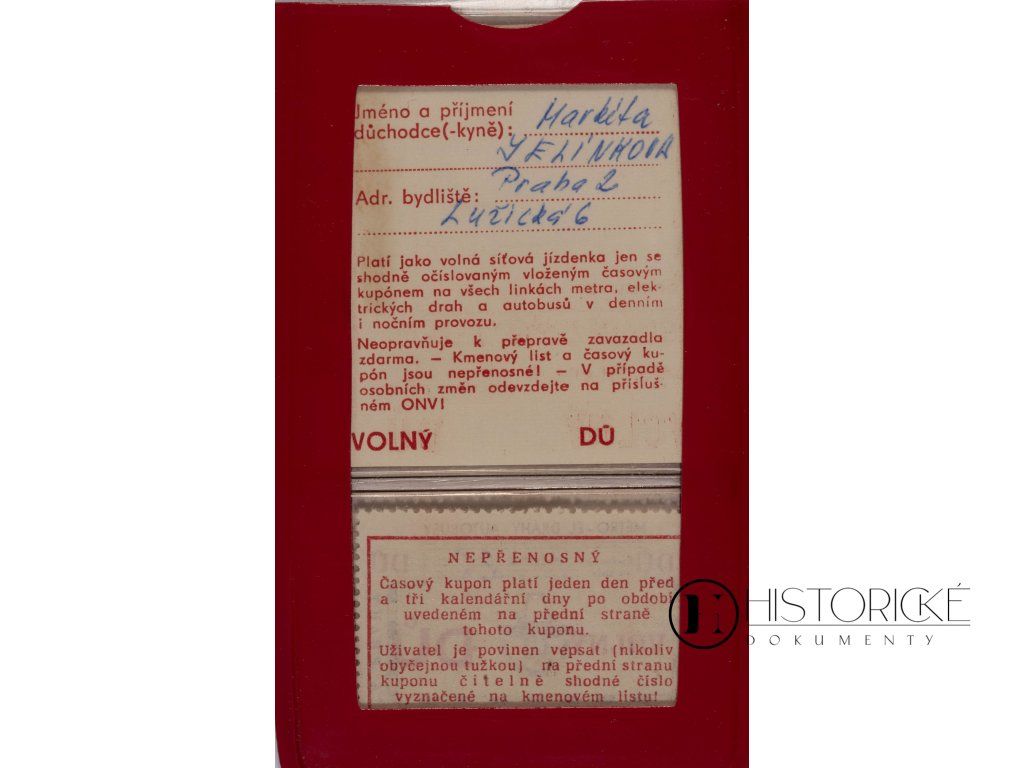 Jméno a příjmení
důchodce(-kyně): Markéta
JELÍNKOVÁ
Adr. bydliště: Praha 2
Lužická 6
Platí jako volná síťová jízdenka jen se
shodně očíslovaným vloženým časovým
kupónem na všech linkách metra, elek-
trických drah a autobusů v denním
i nočním provozu.
Neopravňuje k přepravě zavazadla
zdarma. – Kmenový list a časový ku-
pón jsou nepřenosné! – V případě
osobních změn odevzdejte na přísluš-
ném ONV!
VOLNÝ DŮ
NEPŘENOSNÝ
Časový kupon platí jeden den před
a tři kalendářní dny po období
uvedeném na přední straně
tohoto kuponu.
Uživatel je povinen vepsat (nikoliv
obyčejnou tužkou) na přední stranu
kuponu čitelně shodné číslo
vyznačené na kmenovém listu!
HISTORICKÉ
DOKUMENTY